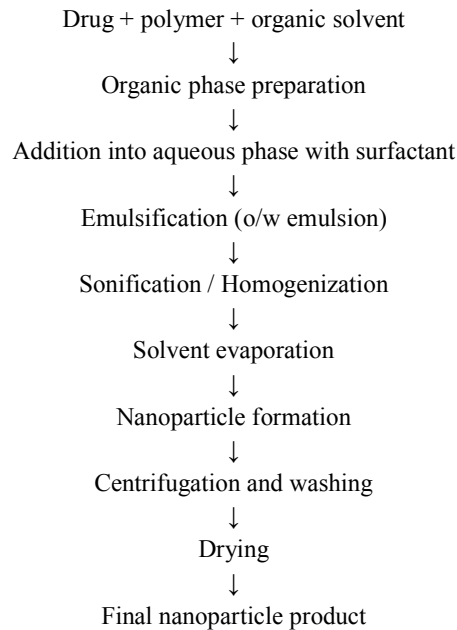 Drug + polymer + organic solvent
↓
Organic phase preparation
↓
Addition into aqueous phase with surfactant
↓
Emulsification (o/w emulsion)
↓
Sonification / Homogenization
↓
Solvent evaporation
↓
Nanoparticle formation
↓
Centrifugation and washing
↓
Drying
↓
Final nanoparticle product